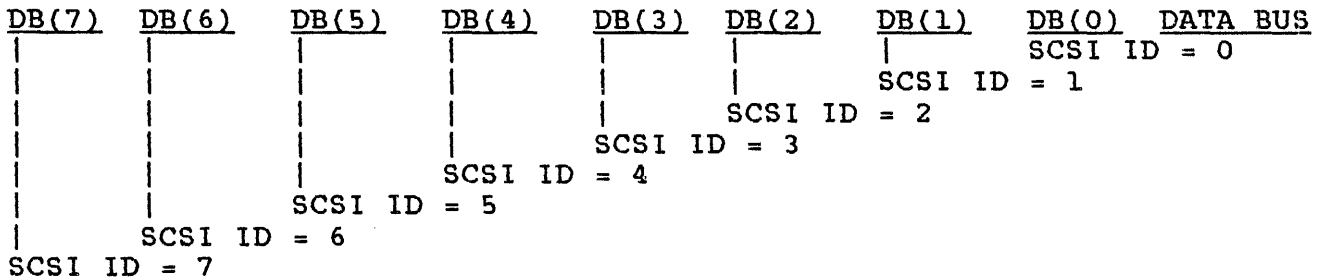 DB(7) DB(6) DB(5) DB(4) DB(3) DB(2) DB(1) DB(0) DATA BUS
SCSI ID = 0
SCSI ID = 1
SCSI ID = 2
SCSI ID = 3
SCSI ID = 4
SCSI ID = 5
SCSI ID = 6
SCSI ID = 7